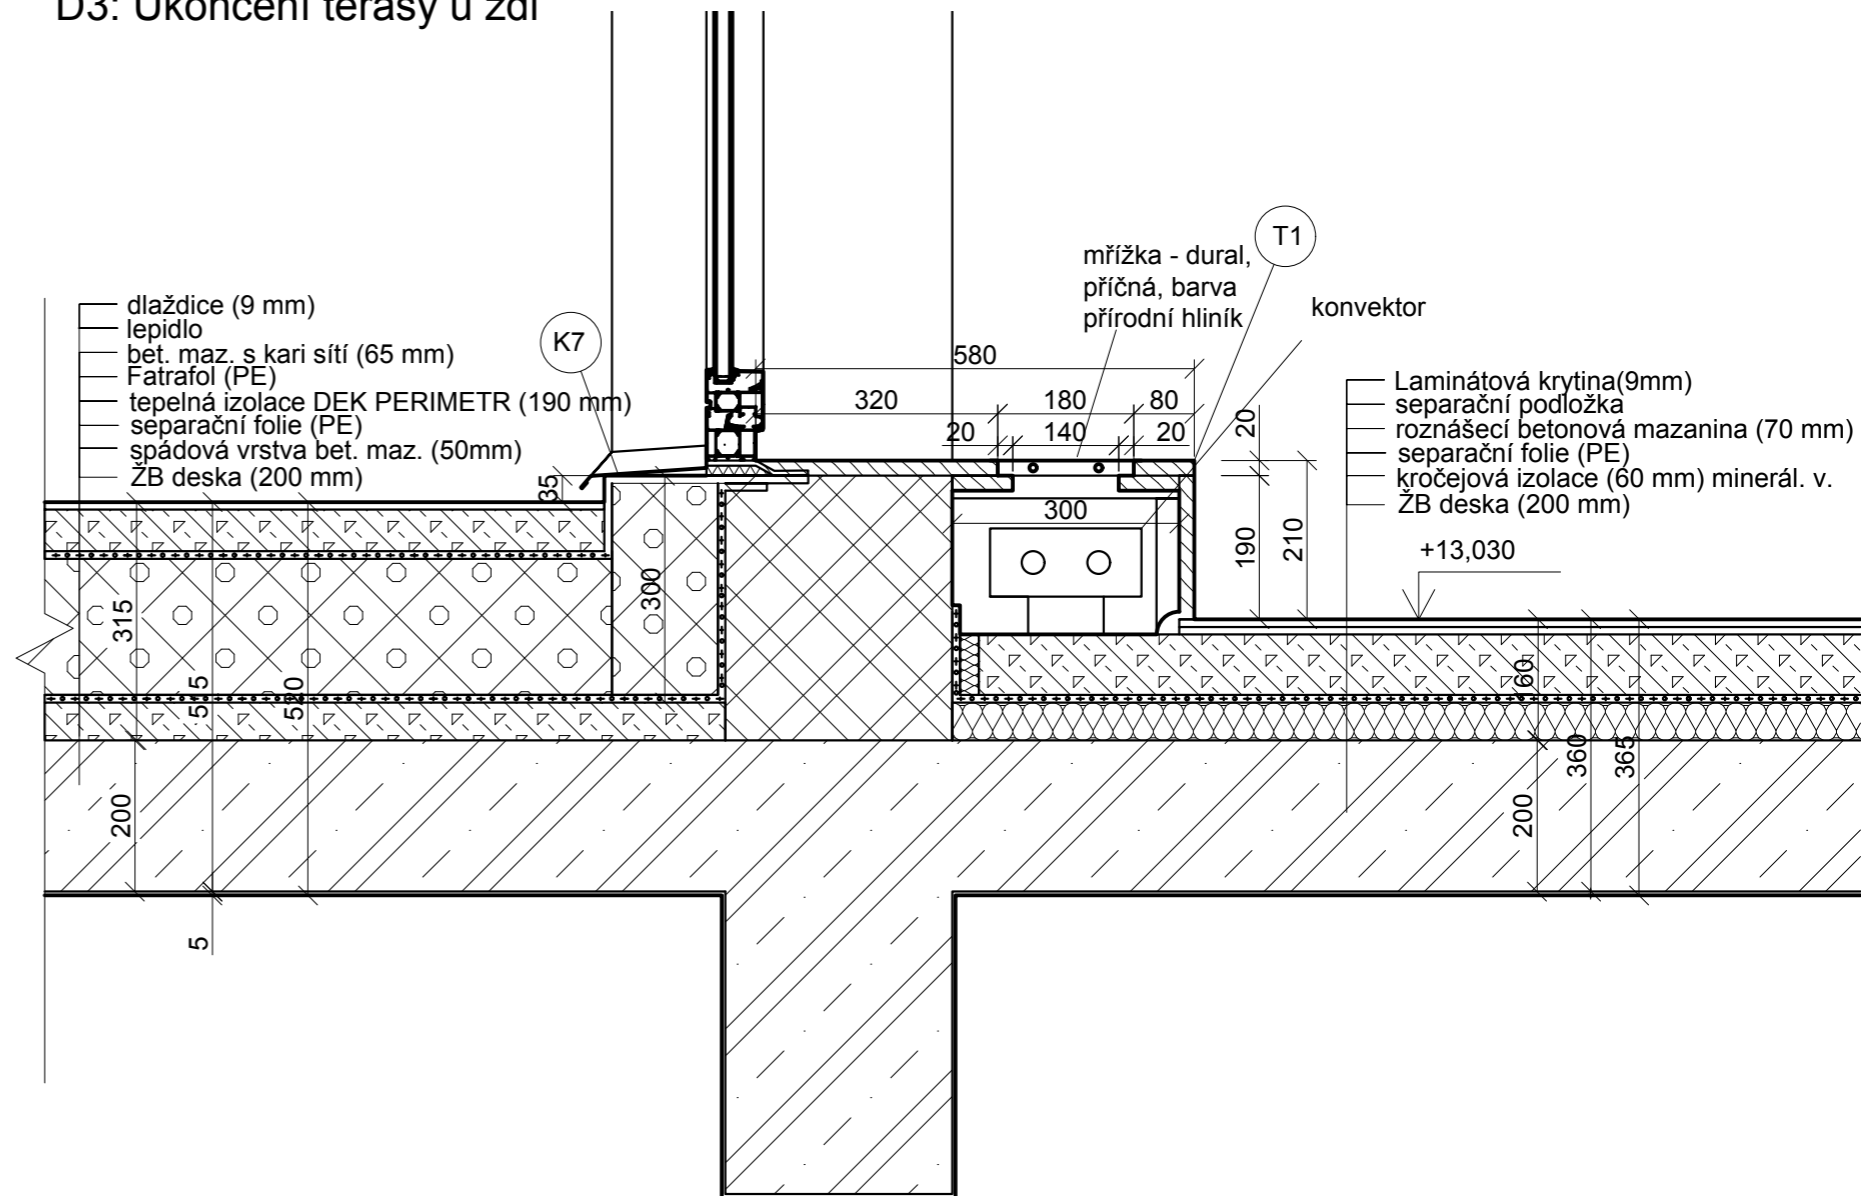 D3: Ukončení terasy u zdi
T1
mřížka - dural,
příčná, barva
přírodní hliník
konvektor
dlaždice (9 mm)
lepidlo
bet. maz. s kari sítí (65 mm)
Fatrafol (PE)
tepelná izolace DEK PERIMETR (190 mm)
separační folie (PE)
spádová vrstva bet. maz. (50mm)
ŽB deska (200 mm)
K7
580
320
180
80
20
140
20
20
35
300
300
190
210
Laminátová krytina(9mm)
separační podložka
roznášecí betonová mazanina (70 mm)
separační folie (PE)
kročejová izolace (60 mm) minerál. v.
ŽB deska (200 mm)
+13,030
315
515
520
200
5
160
360
365
200